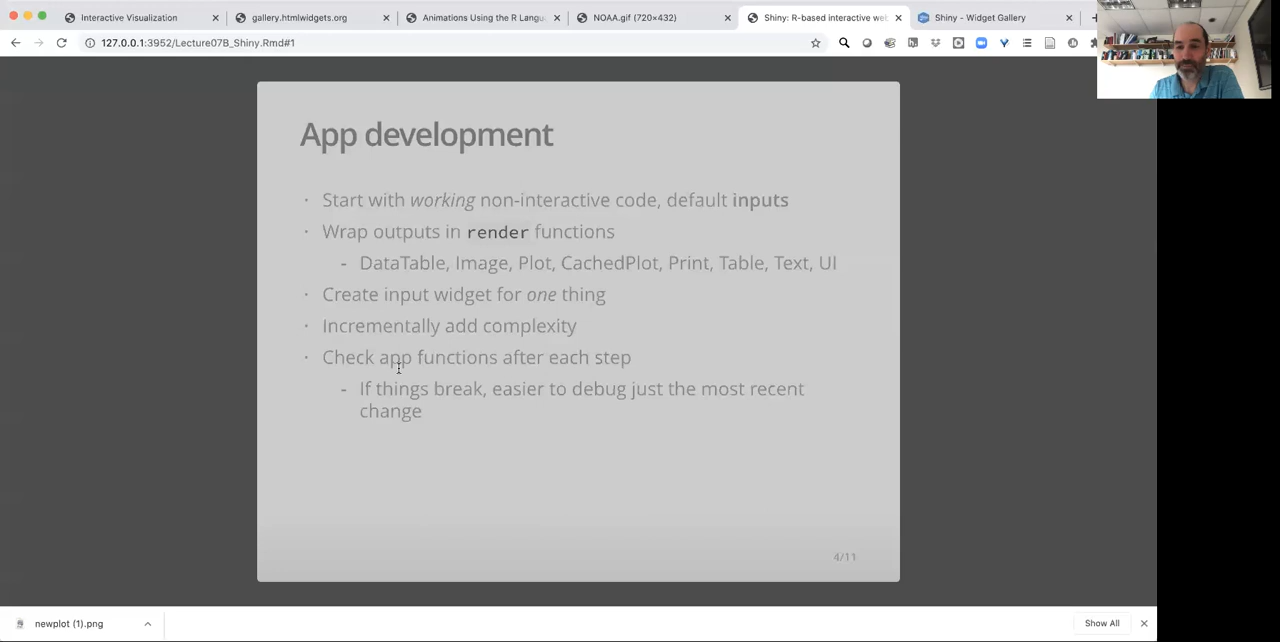 Interactive Visualization
gallery.htmlwidgets.org
Animations Using the R Langu
NOAA.gif (720×432)
Shiny: R-based interactive we
Shiny - Widget Gallery
127.0.0.1:3952/Lecture07B_Shiny.Rmd#1
App development
· Start with working non-interactive code, default inputs
· Wrap outputs in render functions
- DataTable, Image, Plot, CachedPlot, Print, Table, Text, UI
· Create input widget for one thing
· Incrementally add complexity
· Check app functions after each step
- If things break, easier to debug just the most recent
change
4/11
newplot (1).png
Show All